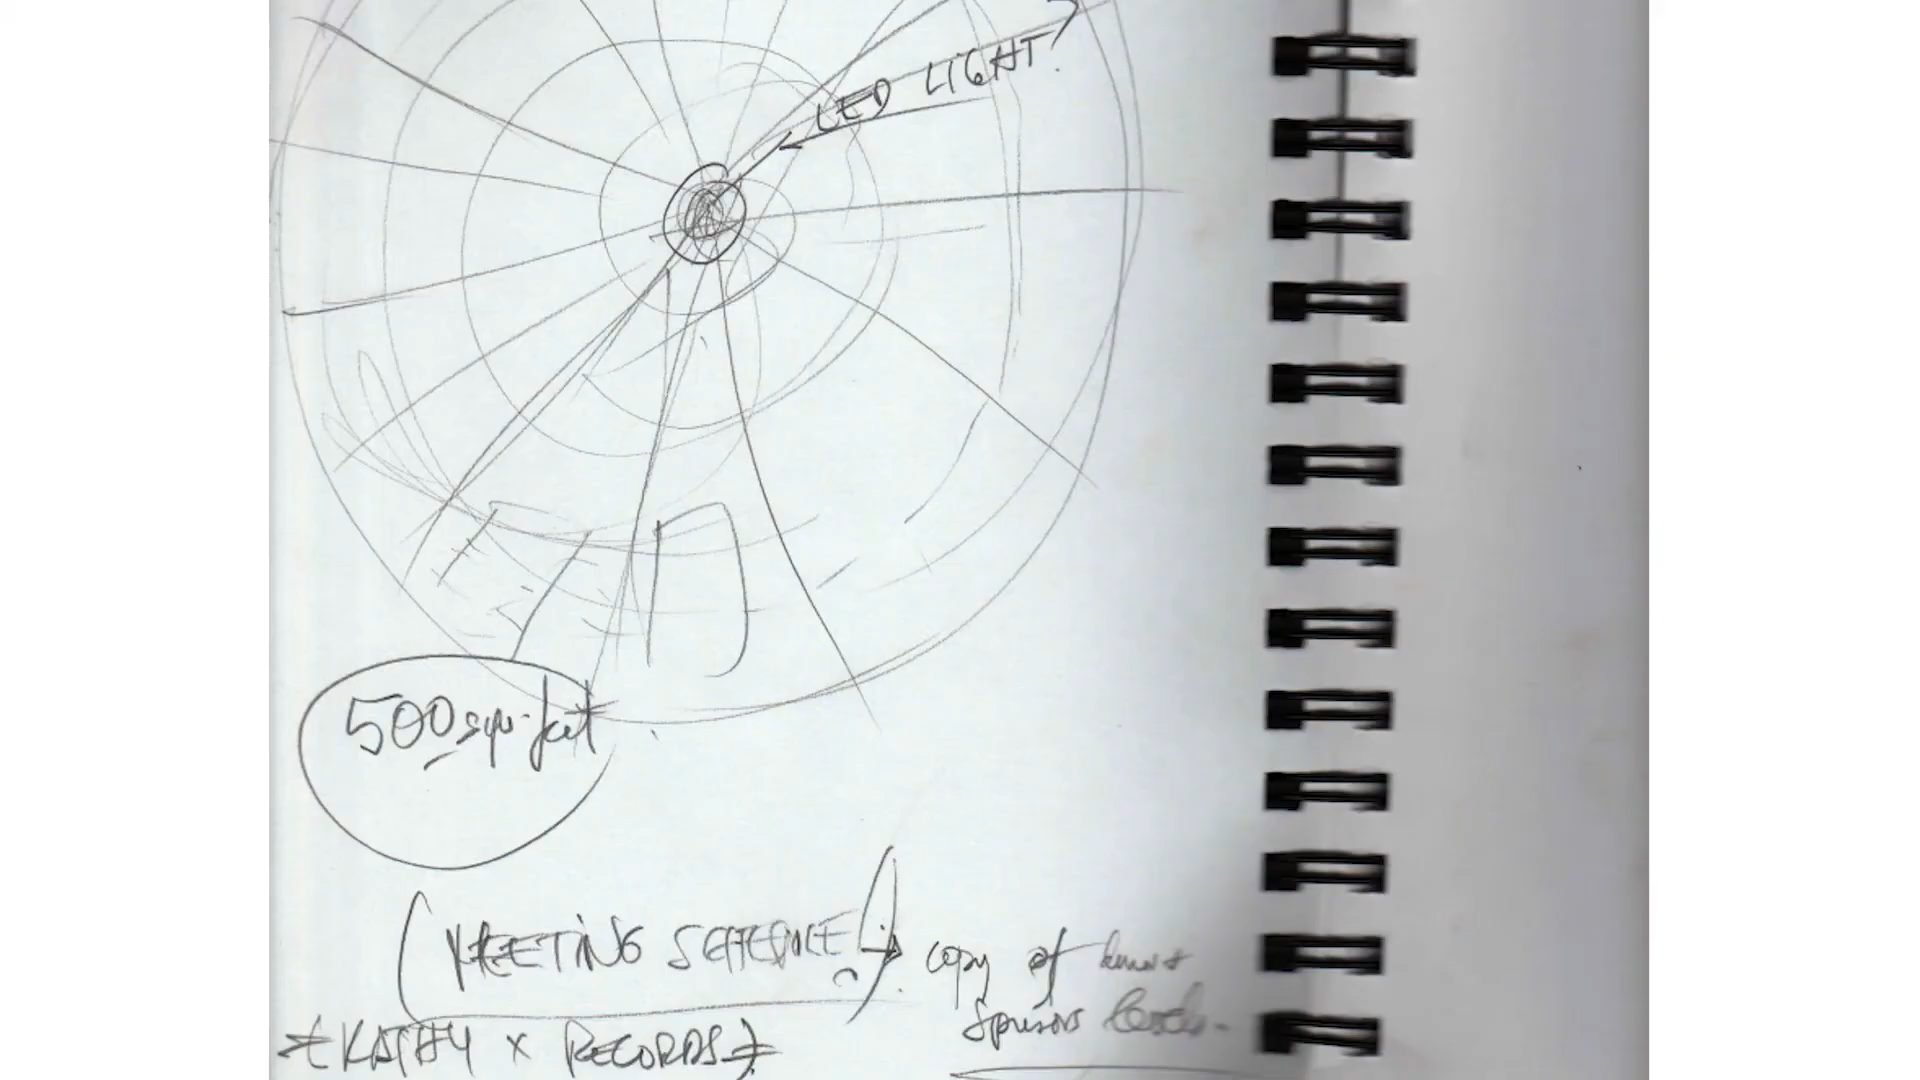 LED LIGHT.
500 squ. feet
(MEETING SCHEDULE!) → copy of
Sponsors
KATHY x RECORDS